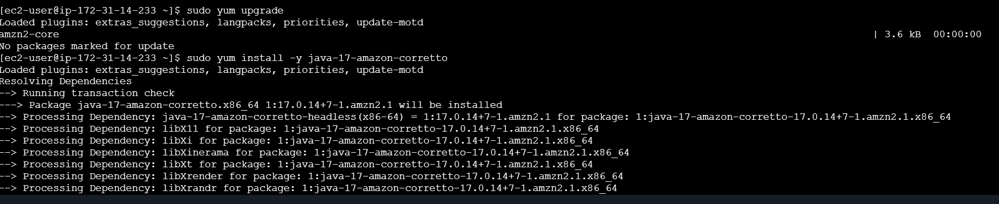 [ec2-user@ip-172-31-14-233 ~]$ sudo yum upgrade
Loaded plugins: extras_suggestions, langpacks, priorities, update-motd
amzn2-core | 3.6 kB 00:00:00
No packages marked for update
[ec2-user@ip-172-31-14-233 ~]$ sudo yum install -y java-17-amazon-corretto
Loaded plugins: extras_suggestions, langpacks, priorities, update-motd
Resolving Dependencies
--> Running transaction check
---> Package java-17-amazon-corretto.x86_64 1:17.0.14+7-1.amzn2.1 will be installed
--> Processing Dependency: java-17-amazon-corretto-headless(x86-64) = 1:17.0.14+7-1.amzn2.1 for package: 1:java-17-amazon-corretto-17.0.14+7-1.amzn2.1.x86_64
--> Processing Dependency: libX11 for package: 1:java-17-amazon-corretto-17.0.14+7-1.amzn2.1.x86_64
--> Processing Dependency: libXi for package: 1:java-17-amazon-corretto-17.0.14+7-1.amzn2.1.x86_64
--> Processing Dependency: libXinerama for package: 1:java-17-amazon-corretto-17.0.14+7-1.amzn2.1.x86_64
--> Processing Dependency: libXt for package: 1:java-17-amazon-corretto-17.0.14+7-1.amzn2.1.x86_64
--> Processing Dependency: libXrender for package: 1:java-17-amazon-corretto-17.0.14+7-1.amzn2.1.x86_64
--> Processing Dependency: libXrandr for package: 1:java-17-amazon-corretto-17.0.14+7-1.amzn2.1.x86_64